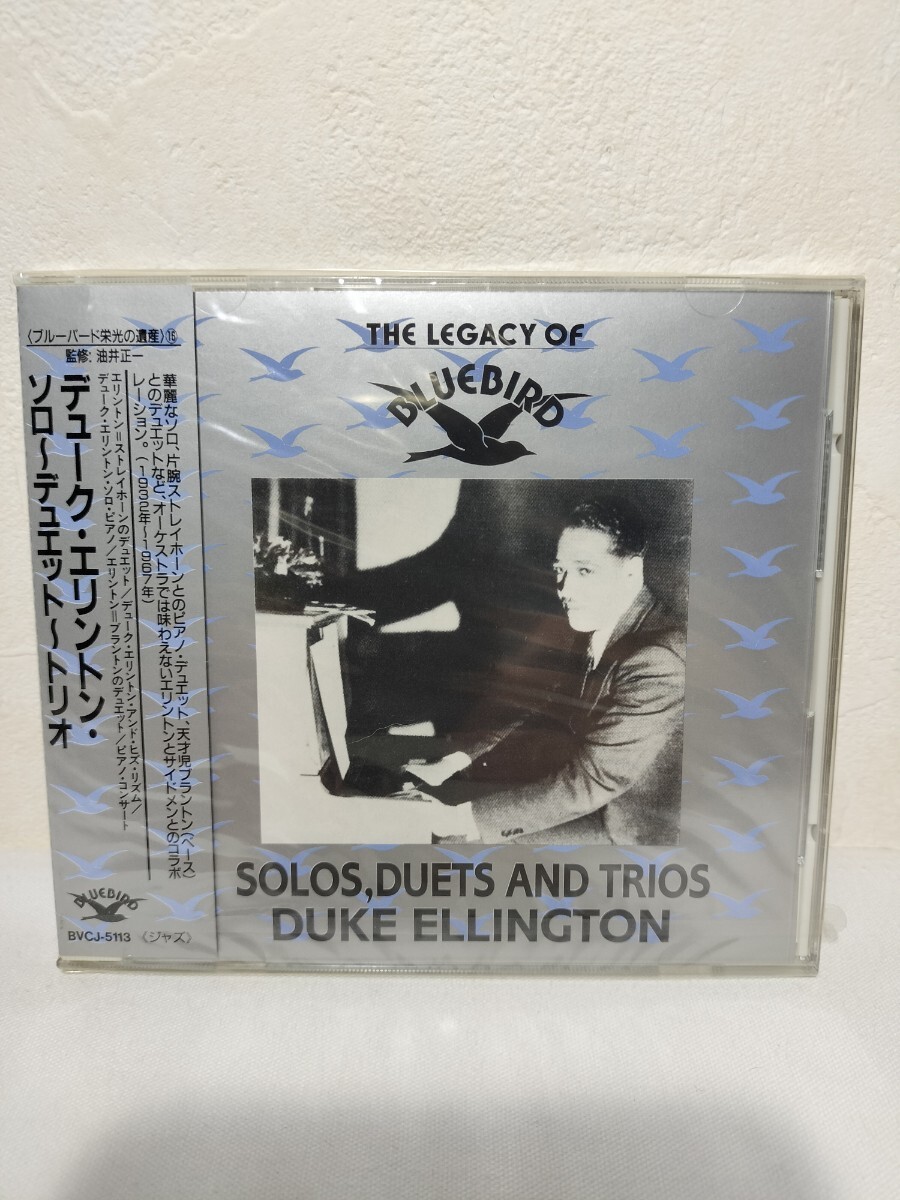 〈ブルーバード栄光の遺産〉⑮
監修: 油井正一
華麗なソロ、片腕ストレイホーンとのピアノ・デュエット、天才児ブラントン(ベース)
とのデュエットなど、オーケストラでは味わえないエリントンとサイドメンとのコラボ
レーション。(1932年〜1967年)
エリントン=ストレイホーンのデュエット/デューク・エリントン・アンド・ヒズ・リズム/
デューク・エリントン・ソロ・ピアノ/エリントン=ブラントンのデュエット/ピアノ・コンサート
デューク・エリントン・
ソロ〜デュエット〜トリオ
BLUEBIRD
BVCJ-5113 〈ジャズ〉
THE LEGACY OF
BLUEBIRD
SOLOS,DUETS AND TRIOS
DUKE ELLINGTON